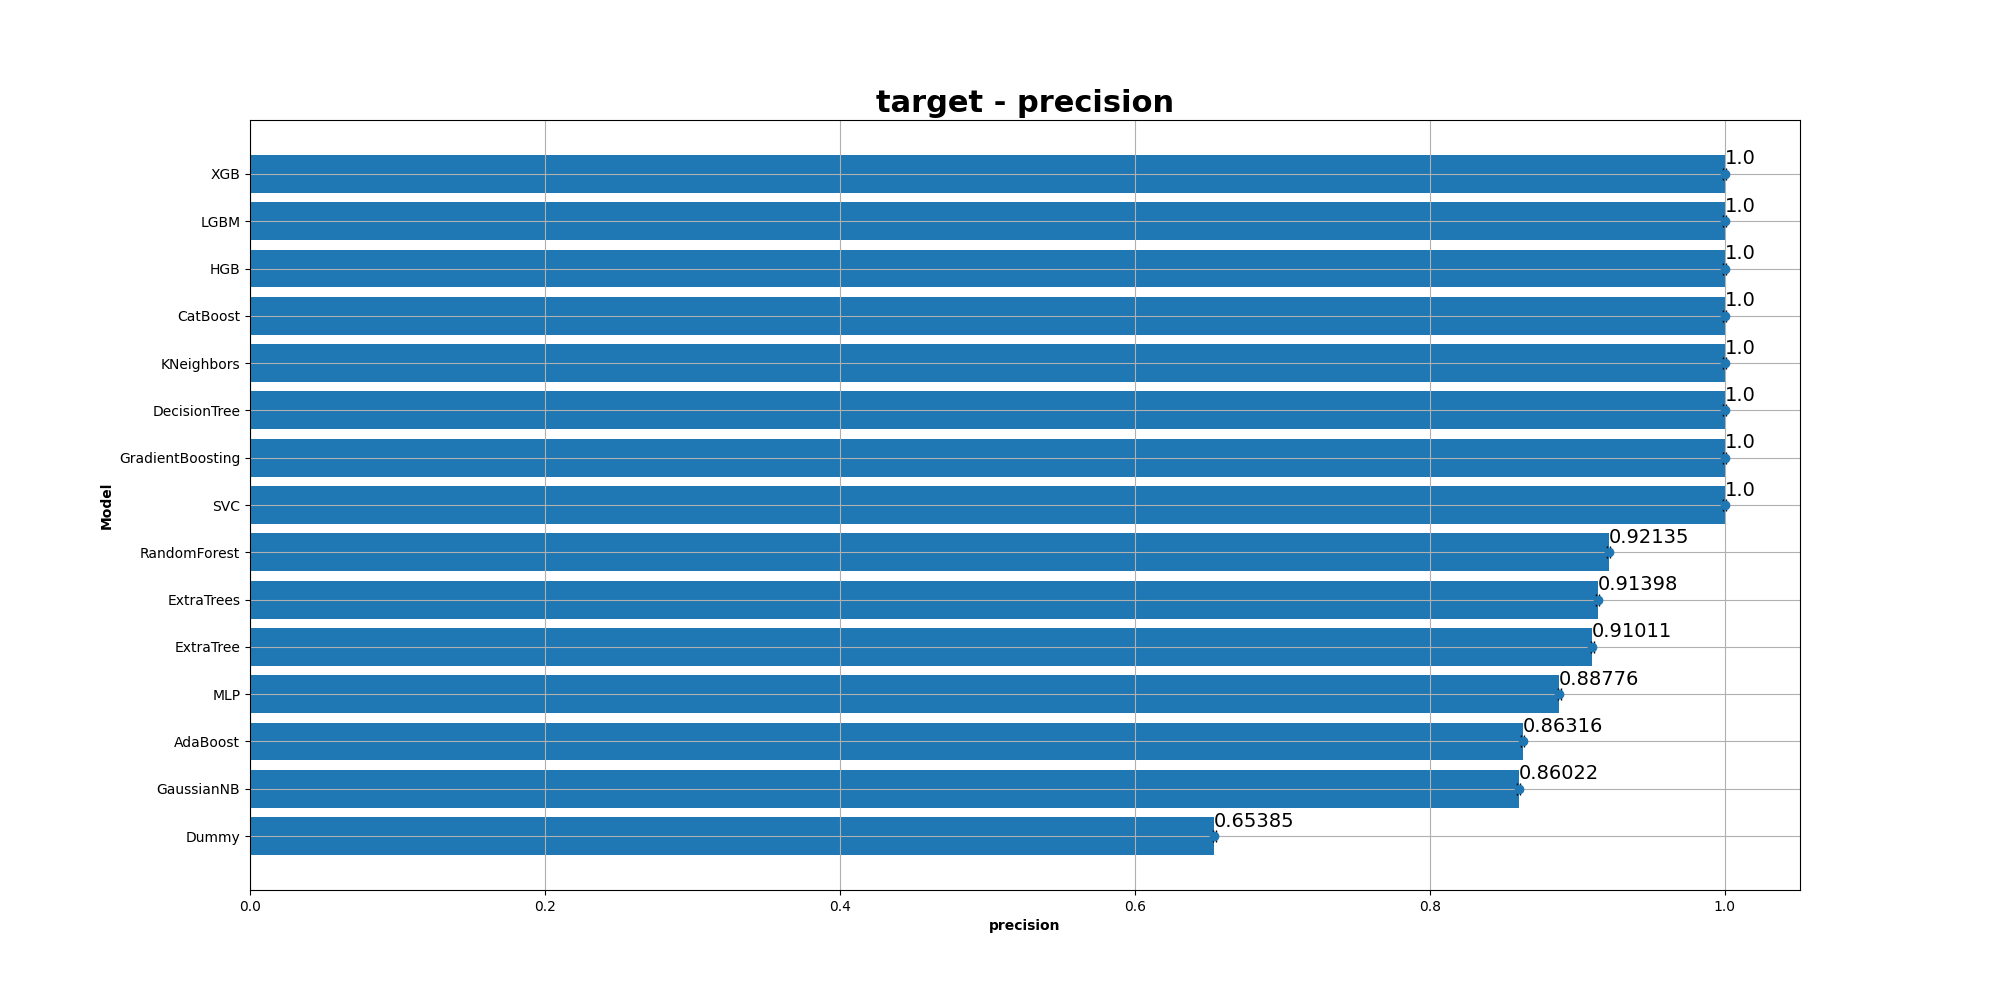 target - precision
XGB 1.0
LGBM 1.0
HGB 1.0
CatBoost 1.0
KNeighbors 1.0
DecisionTree 1.0
GradientBoosting 1.0
SVC 1.0
RandomForest 0.92135
ExtraTrees 0.91398
ExtraTree 0.91011
MLP 0.88776
AdaBoost 0.86316
GaussianNB 0.86022
Dummy 0.65385
Model
0.0 0.2 0.4 0.6 0.8 1.0
precision